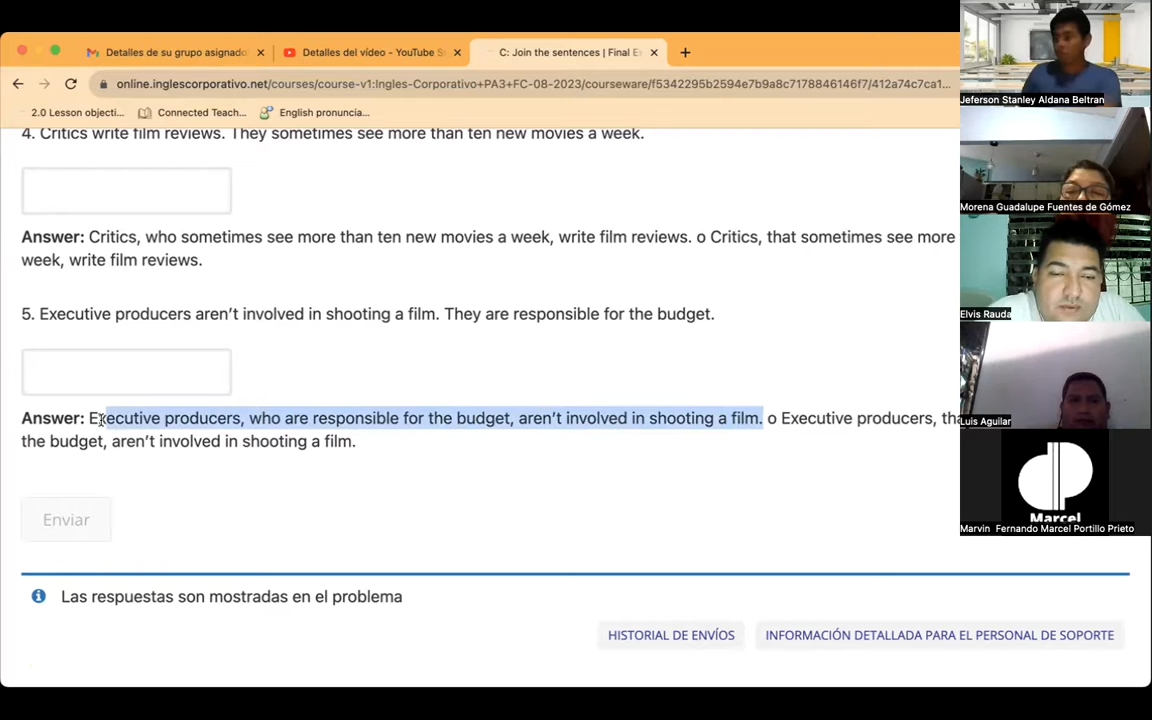 Detalles de su grupo asignado
Detalles del vídeo - YouTube S
C: Join the sentences | Final E
online.inglescorporativo.net/courses/course-v1:Ingles-Corporativo+PA3+FC-08-2023/courseware/f5342295b2594e7b9a8c7178846146f7/412a74c7ca1...
2.0 Lesson objecti...
Connected Teach...
English pronuncia...
4. Critics write film reviews. They sometimes see more than ten new movies a week.
Answer: Critics, who sometimes see more than ten new movies a week, write film reviews. o Critics, that sometimes see more
week, write film reviews.
5. Executive producers aren’t involved in shooting a film. They are responsible for the budget.
Answer: Executive producers, who are responsible for the budget, aren’t involved in shooting a film. o Executive producers, tha
the budget, aren’t involved in shooting a film.
Enviar
Las respuestas son mostradas en el problema
HISTORIAL DE ENVÍOS
INFORMACIÓN DETALLADA PARA EL PERSONAL DE SOPORTE
Jeferson Stanley Aldana Beltran
Morena Guadalupe Fuentes de Gómez
Elvis Rauda
Luis Aguilar
Marcel
Marvin Fernando Marcel Portillo Prieto